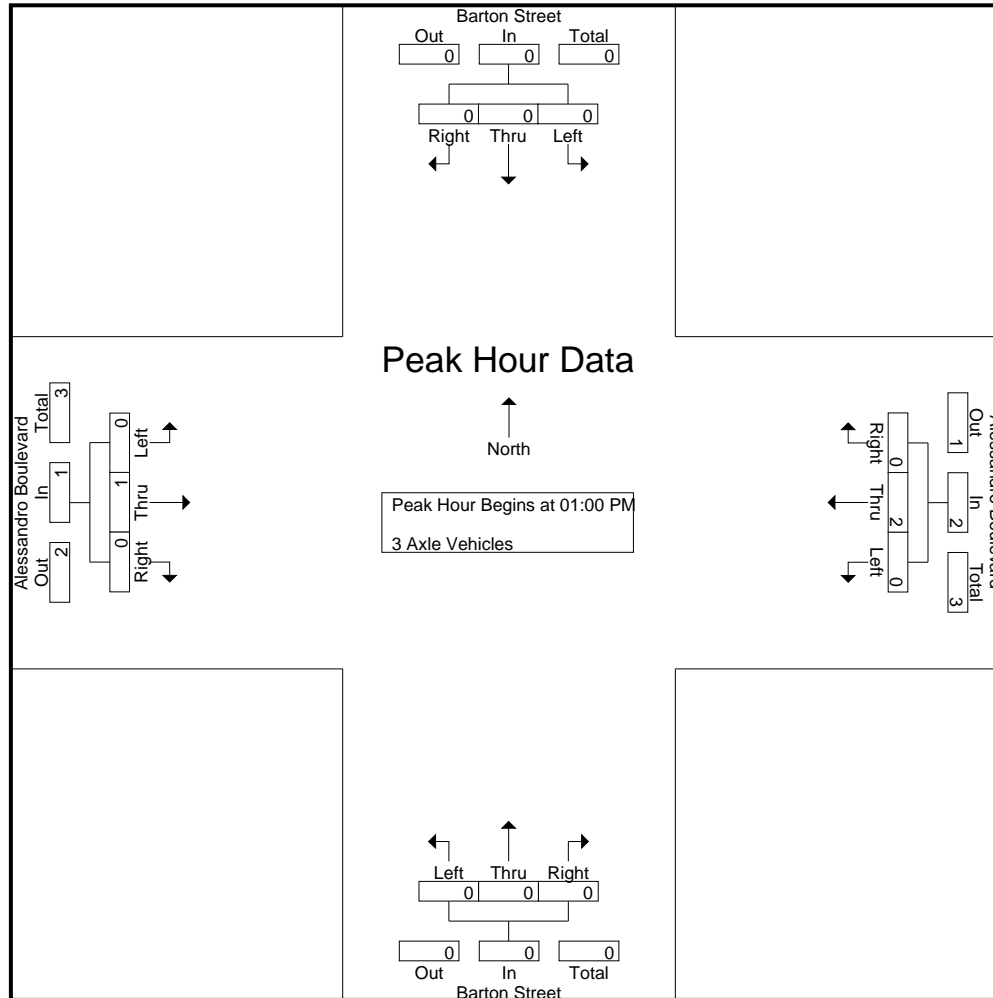 Barton Street
Out In Total
0 0 0
0 0 0
Right Thru Left
Peak Hour Data
North
Peak Hour Begins at 01:00 PM
3 Axle Vehicles
Alessandro Boulevard
Total In Out
3 1 2
0 1 0
Left Thru Right
Out In Total
1 2 3
Right Thru Left
0 2 0
Left Thru Right
0 0 0
0 0 0
Out In Total
Barton Street